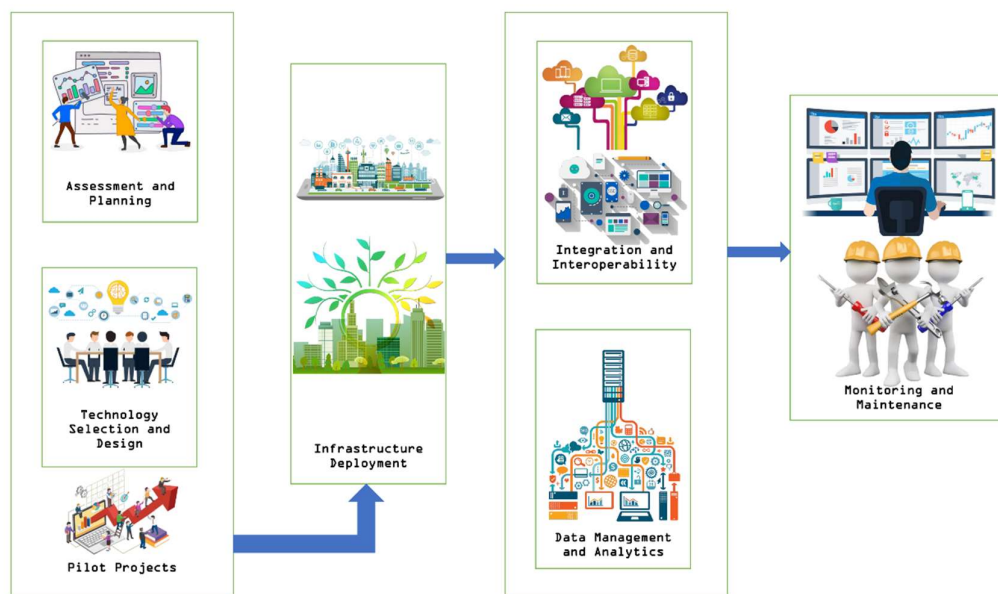 Assessment and
Planning
Technology
Selection and
Design
Pilot Projects
Infrastructure
Deployment
Integration and
Interoperability
Data Management
and Analytics
Monitoring and
Maintenance